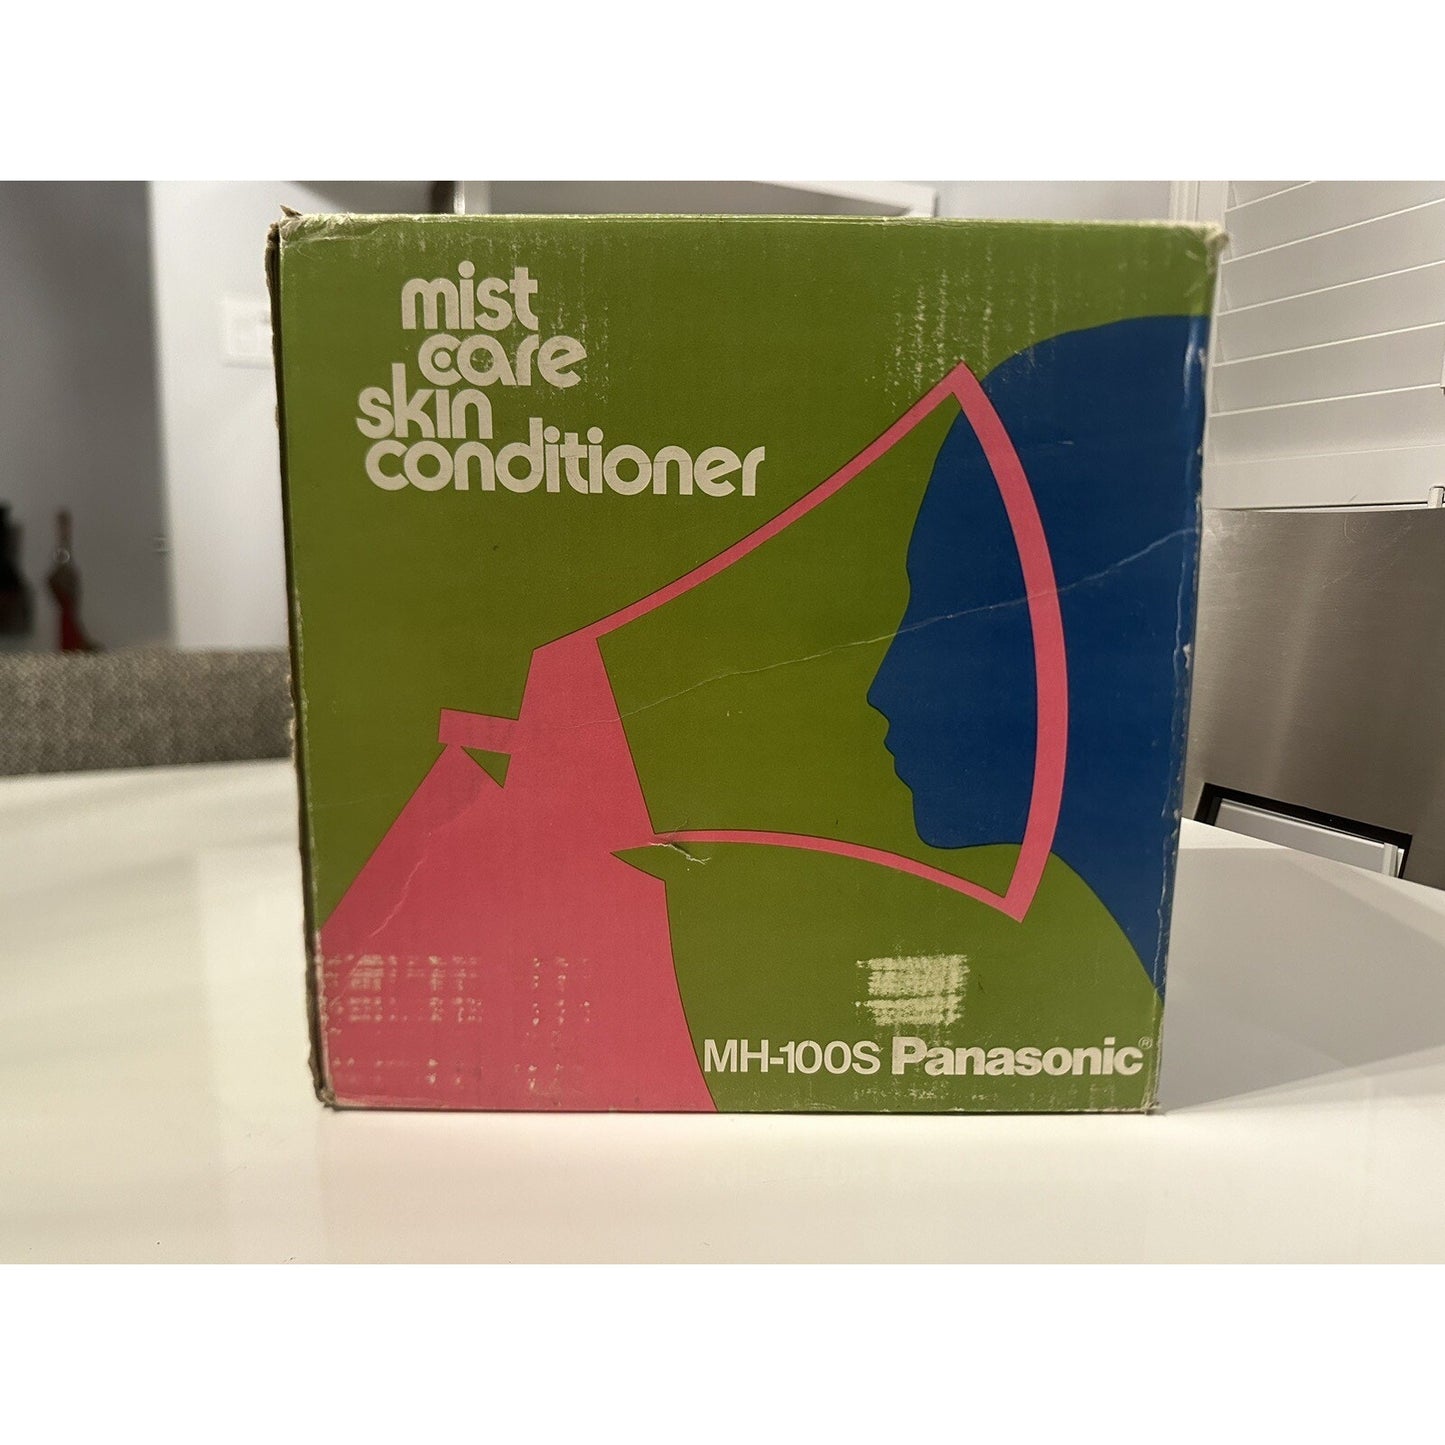 mist
care
skin
conditioner
MH-100S Panasonic®